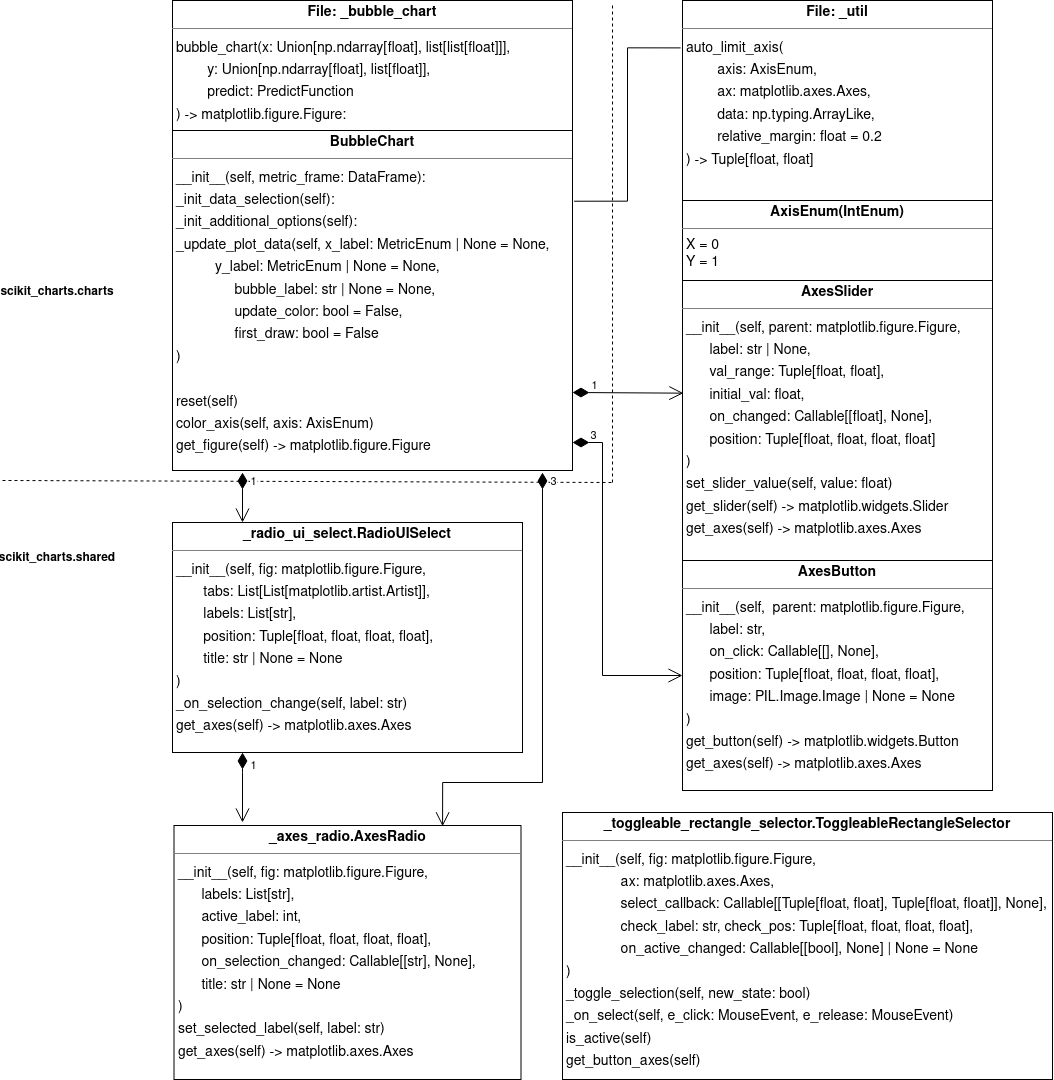 File: _bubble_chart
bubble_chart(x: Union[np.ndarray[float], list[list[float]]],
y: Union[np.ndarray[float], list[float]],
predict: PredictFunction
) -> matplotlib.figure.Figure:
BubbleChart
__init__(self, metric_frame: DataFrame):
_init_data_selection(self):
_init_additional_options(self):
_update_plot_data(self, x_label: MetricEnum | None = None,
y_label: MetricEnum | None = None,
bubble_label: str | None = None,
update_color: bool = False,
first_draw: bool = False
)
reset(self)
color_axis(self, axis: AxisEnum)
get_figure(self) -> matplotlib.figure.Figure
scikit_charts.charts
1
3
1
3
scikit_charts.shared
_radio_ui_select.RadioUISelect
__init__(self, fig: matplotlib.figure.Figure,
tabs: List[List[matplotlib.artist.Artist]],
labels: List[str],
position: Tuple[float, float, float, float],
title: str | None = None
)
_on_selection_change(self, label: str)
get_axes(self) -> matplotlib.axes.Axes
1
_axes_radio.AxesRadio
__init__(self, fig: matplotlib.figure.Figure,
labels: List[str],
active_label: int,
position: Tuple[float, float, float, float],
on_selection_changed: Callable[[str], None],
title: str | None = None
)
set_selected_label(self, label: str)
get_axes(self) -> matplotlib.axes.Axes
File: _util
auto_limit_axis(
axis: AxisEnum,
ax: matplotlib.axes.Axes,
data: np.typing.ArrayLike,
relative_margin: float = 0.2
) -> Tuple[float, float]
AxisEnum(IntEnum)
X = 0
Y = 1
AxesSlider
__init__(self, parent: matplotlib.figure.Figure,
label: str | None,
val_range: Tuple[float, float],
initial_val: float,
on_changed: Callable[[float], None],
position: Tuple[float, float, float, float]
)
set_slider_value(self, value: float)
get_slider(self) -> matplotlib.widgets.Slider
get_axes(self) -> matplotlib.axes.Axes
AxesButton
__init__(self, parent: matplotlib.figure.Figure,
label: str,
on_click: Callable[[], None],
position: Tuple[float, float, float, float],
image: PIL.Image.Image | None = None
)
get_button(self) -> matplotlib.widgets.Button
get_axes(self) -> matplotlib.axes.Axes
_toggleable_rectangle_selector.ToggleableRectangleSelector
__init__(self, fig: matplotlib.figure.Figure,
ax: matplotlib.axes.Axes,
select_callback: Callable[[Tuple[float, float], Tuple[float, float]], None],
check_label: str, check_pos: Tuple[float, float, float, float],
on_active_changed: Callable[[bool], None] | None = None
)
_toggle_selection(self, new_state: bool)
_on_select(self, e_click: MouseEvent, e_release: MouseEvent)
is_active(self)
get_button_axes(self)